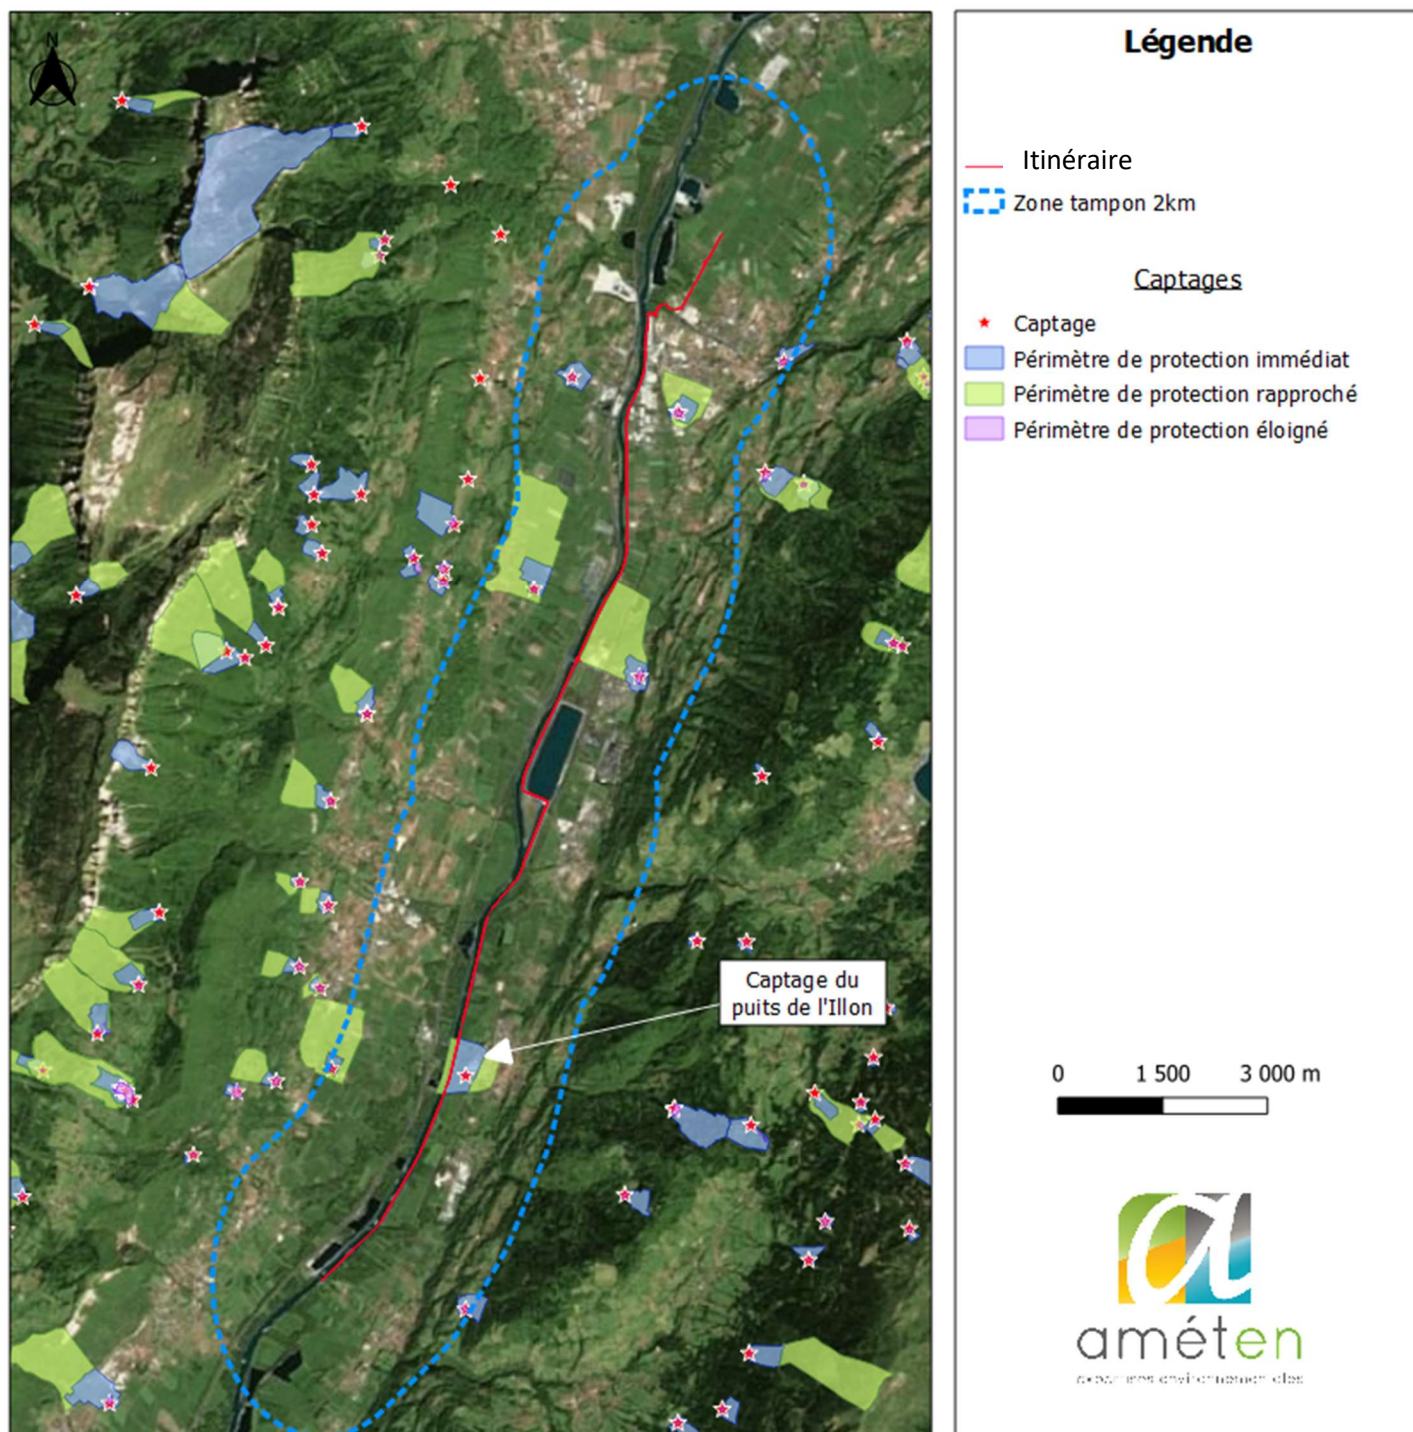 N
Captage du
puits de l'Illon
Légende
Itinéraire
Zone tampon 2km
Captages
Captage
Périmètre de protection immédiat
Périmètre de protection rapproché
Périmètre de protection éloigné
0 1 500 3 000 m
a
améten